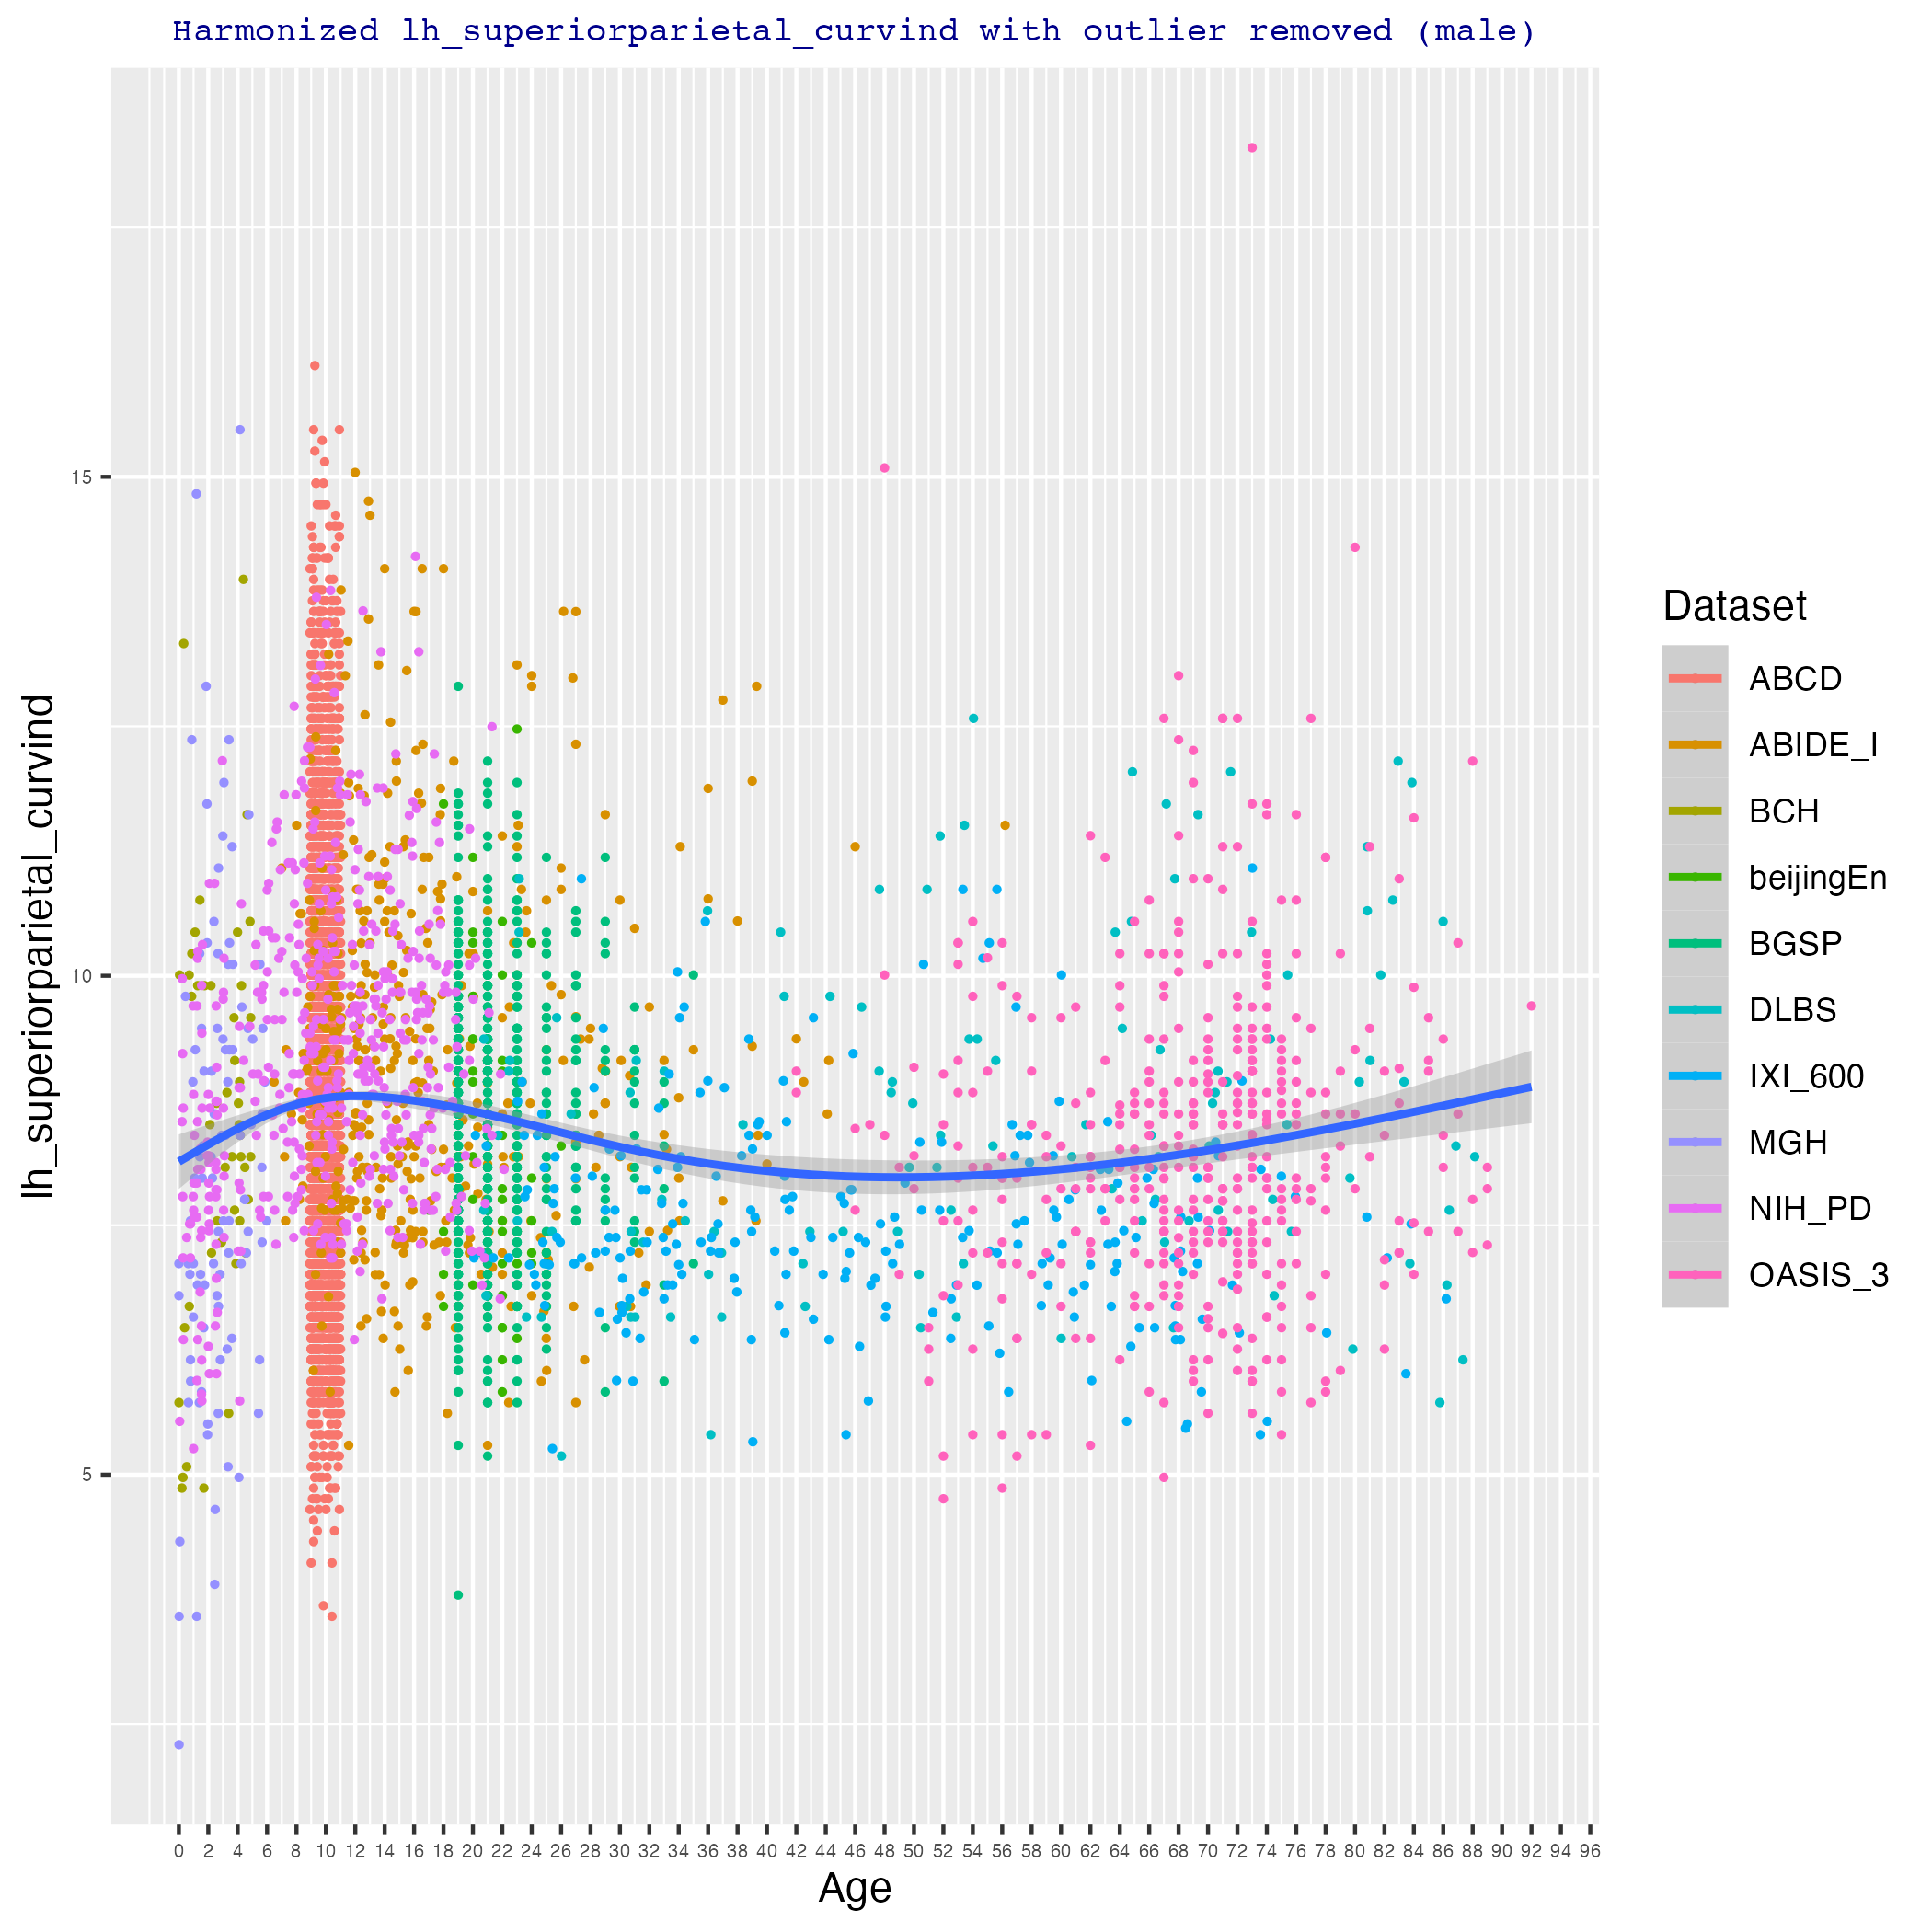 Harmonized lh_superiorparietal_curvind with outlier removed (male)
lh_superiorparietal_curvind
15
10
5
0 2 4 6 8 10 12 14 16 18 20 22 24 26 28 30 32 34 36 38 40 42 44 46 48 50 52 54 56 58 60 62 64 66 68 70 72 74 76 78 80 82 84 86 88 90 92 94 96
Age
Dataset
ABCD
ABIDE_I
BCH
beijingEn
BGSP
DLBS
IXI_600
MGH
NIH_PD
OASIS_3